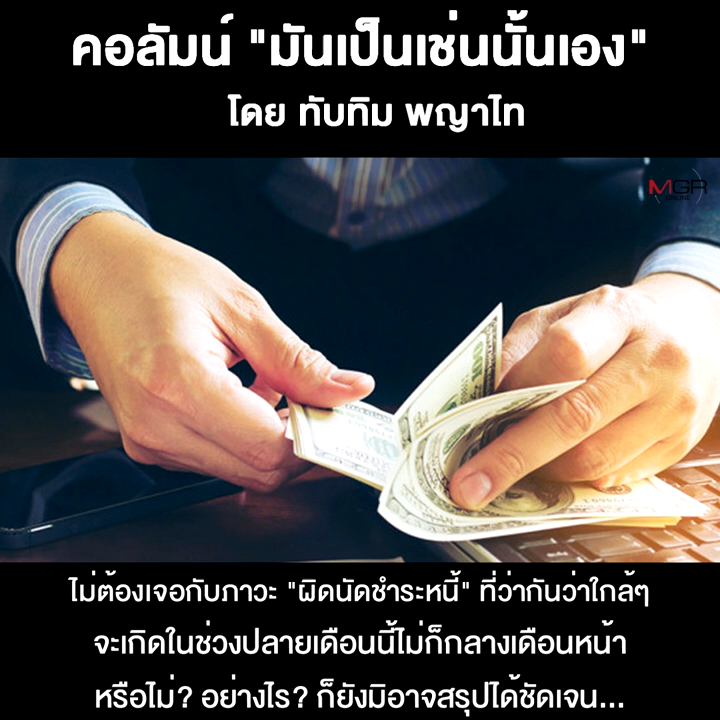 คอลัมน์ "มันเป็นเช่นนั้นเอง"
โดย ทับทิม พญาไท
MGR
ONLINE
ไม่ต้องเจอกับภาวะ "ผิดนัดชำระหนี้" ที่ว่ากันว่าใกล้ๆ
จะเกิดในช่วงปลายเดือนนี้ไม่ก็กลางเดือนหน้า
หรือไม่? อย่างไร? ก็ยังมิอาจสรุปได้ชัดเจน...